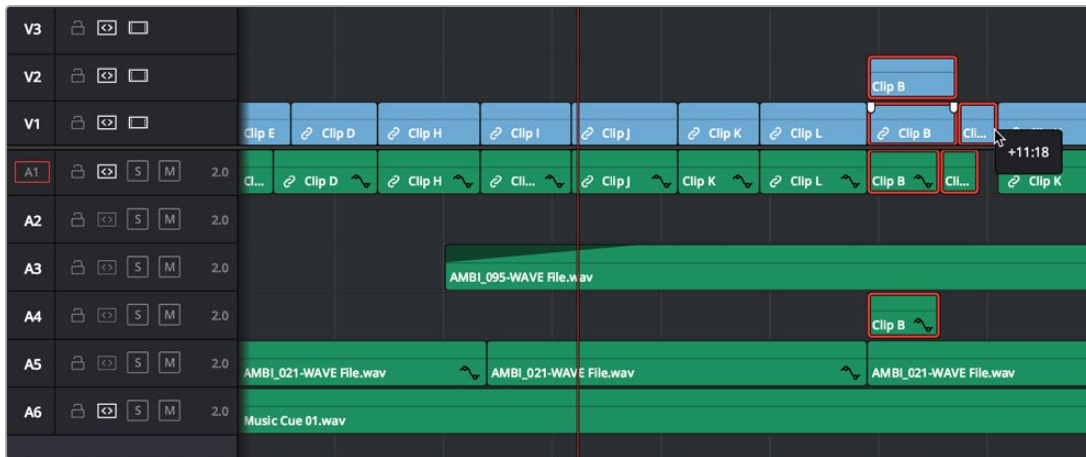 V3
V2
Clip B
V1
Clip E Clip D Clip H Clip I Clip J Clip K Clip L Clip B Cli...
+11:18
A1 S M 2.0 Cl... Clip D Clip H Cli... Clip J Clip K Clip L Clip B Cli... Clip K
A2 S M 2.0
A3 S M 2.0 AMBI_095-WAVE File.wav
A4 S M 2.0 Clip B
A5 S M 2.0 AMBI_021-WAVE File.wav AMBI_021-WAVE File.wav AMBI_021-WAVE File.wav
A6 S M 2.0 Music Cue 01.wav